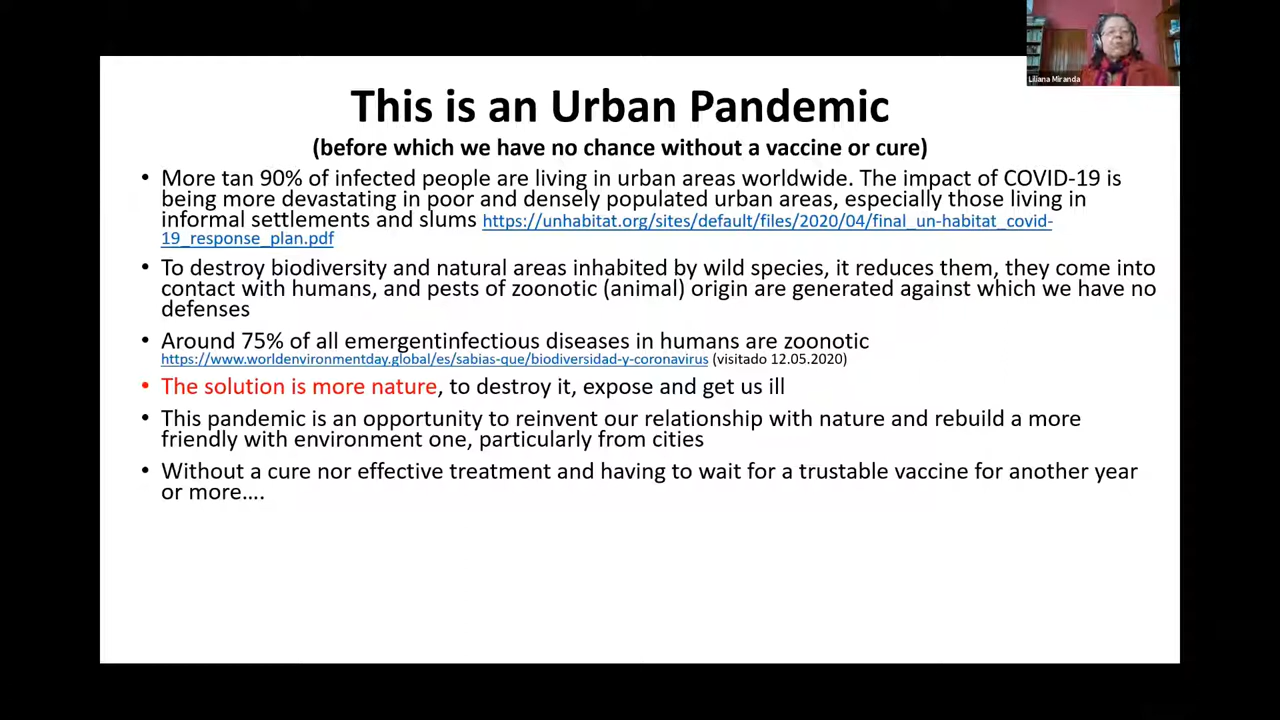 Liliana Miranda
This is an Urban Pandemic
(before which we have no chance without a vaccine or cure)
• More tan 90% of infected people are living in urban areas worldwide. The impact of COVID-19 is
being more devastating in poor and densely populated urban areas, especially those living in
informal settlements and slums https://unhabitat.org/sites/default/files/2020/04/final_un-habitat_covid-
19_response_plan.pdf
• To destroy biodiversity and natural areas inhabited by wild species, it reduces them, they come into
contact with humans, and pests of zoonotic (animal) origin are generated against which we have no
defenses
• Around 75% of all emergentinfectious diseases in humans are zoonotic
https://www.worldenvironmentday.global/es/sabias-que/biodiversidad-y-coronavirus (visitado 12.05.2020)
• The solution is more nature, to destroy it, expose and get us ill
• This pandemic is an opportunity to reinvent our relationship with nature and rebuild a more
friendly with environment one, particularly from cities
• Without a cure nor effective treatment and having to wait for a trustable vaccine for another year
or more….